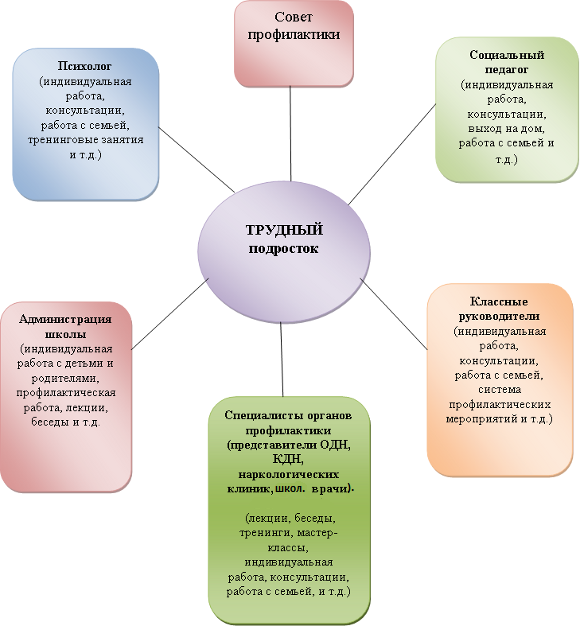 Совет
профилактики
Психолог
(индивидуальная
работа,
консультации,
работа с семьей,
тренинговые занятия
и т.д.)
Социальный
педагог
(индивидуальная
работа,
консультации,
выход на дом,
работа с семьей и
т.д.)
ТРУДНЫЙ
подросток
Администрация
школы
(индивидуальная
работа с детьми и
родителями,
профилактическая
работа, лекции,
беседы и т.д.
Классные
руководители
(индивидуальная
работа,
консультации,
работа с семьей,
система
профилактических
мероприятий и т.д.)
Специалисты органов
профилактики
(представители ОДН,
КДН,
наркологических
клиник,школ. врачи).
(лекции, беседы,
тренинги, мастер-
классы,
индивидуальная
работа, консультации,
работа с семьей, и т.д.)